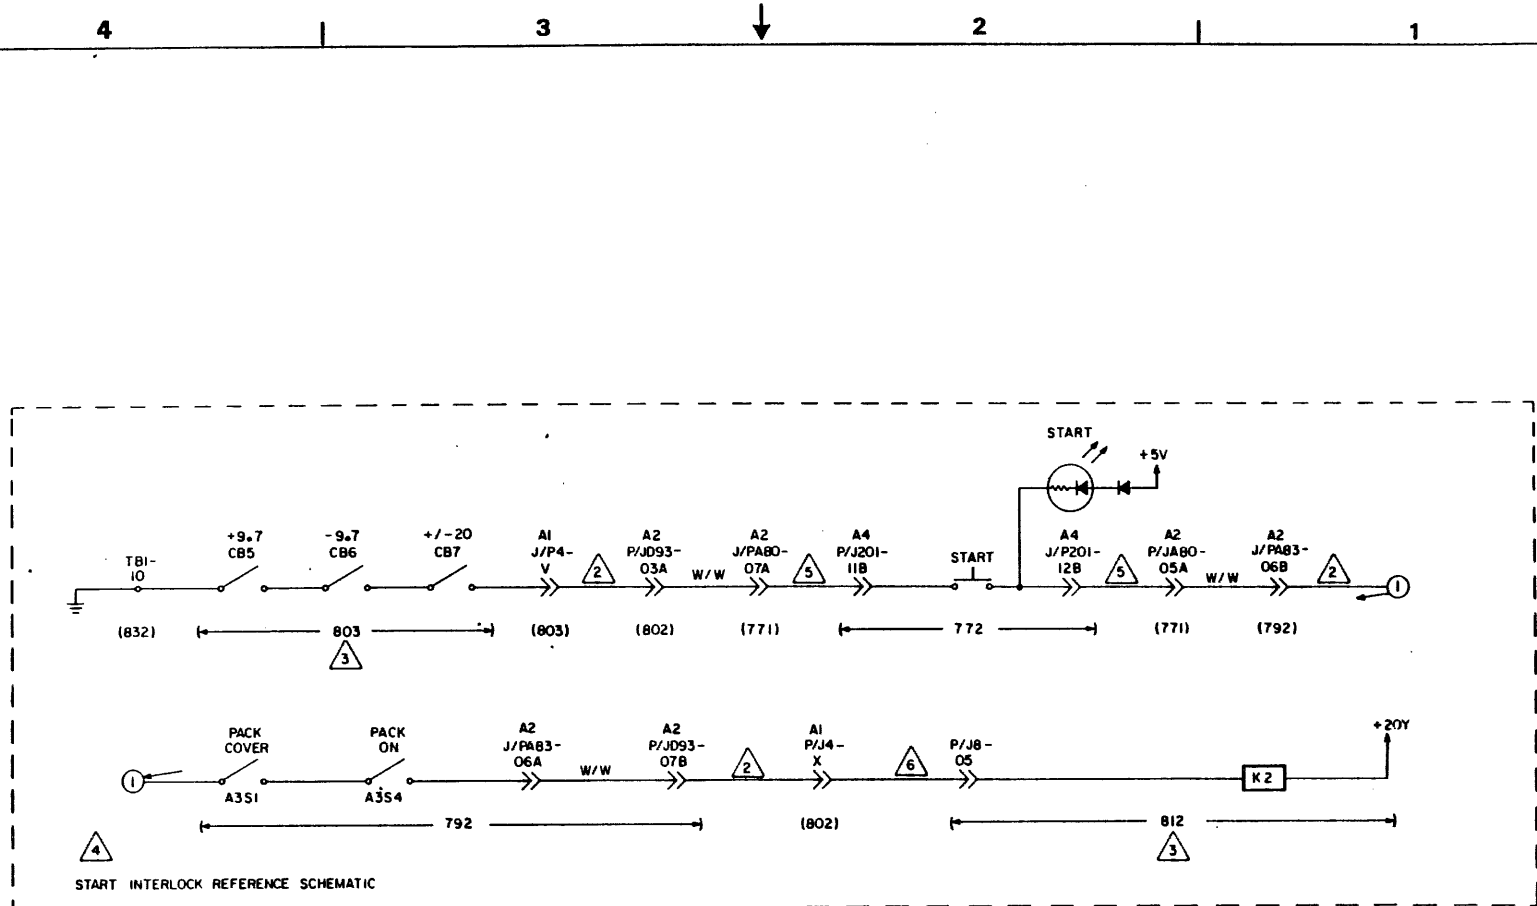 4 3 2 1
START
+5V
+9.7 -9.7 +/-20 A1 A2 A2 A4 A4 A2 A2
CB5 CB6 CB7 J/P4- P/JD93- J/PA80- P/J201- START J/P201- P/JA80- J/PA83-
TB1- V 2 03A W/W 07A 5 11B 12B 5 05A W/W 06B 2
10 1
(832) 803 (803) (802) (771) 772 (771) (792)
3
PACK PACK A2 A2 A1 +20Y
COVER ON J/PA83- P/JD93- P/J4- P/J8-
06A W/W 07B 2 X 6 05
1 K2
A3S1 A3S4
792 (802) 812
4 3
START INTERLOCK REFERENCE SCHEMATIC